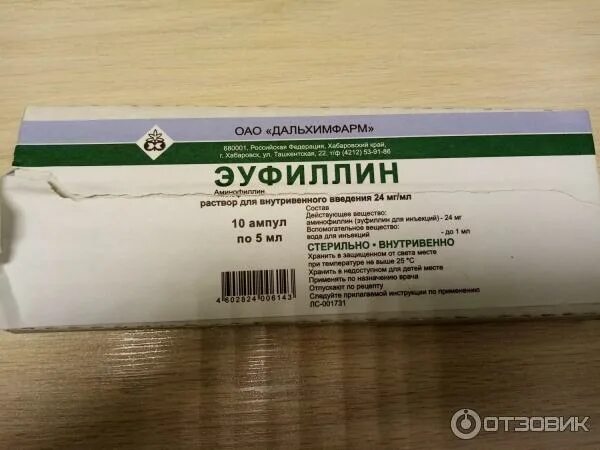 ОАО «ДАЛЬХИМФАРМ»
680001, Российская Федерация, Хабаровский край,
г. Хабаровск, ул. Ташкентская, 22, т/ф (4212) 53-91-86
ЭУФИЛЛИН
Аминофиллин
раствор для внутривенного введения 24 мг/мл
10 ампул
по 5 мл
Состав
Действующее вещество:
аминофиллин (эуфиллин для инъекций) - 24 мг
Вспомогательное вещество:
вода для инъекций - до 1 мл
СТЕРИЛЬНО • ВНУТРИВЕННО
Хранить в защищенном от света месте
при температуре не выше 25 °С
Хранить в недоступном для детей месте
Применять по назначению врача
Отпускают по рецепту
Следуйте прилагаемой инструкции по применению
ЛС-001731
4 602824 006143
ОТЗОВИК